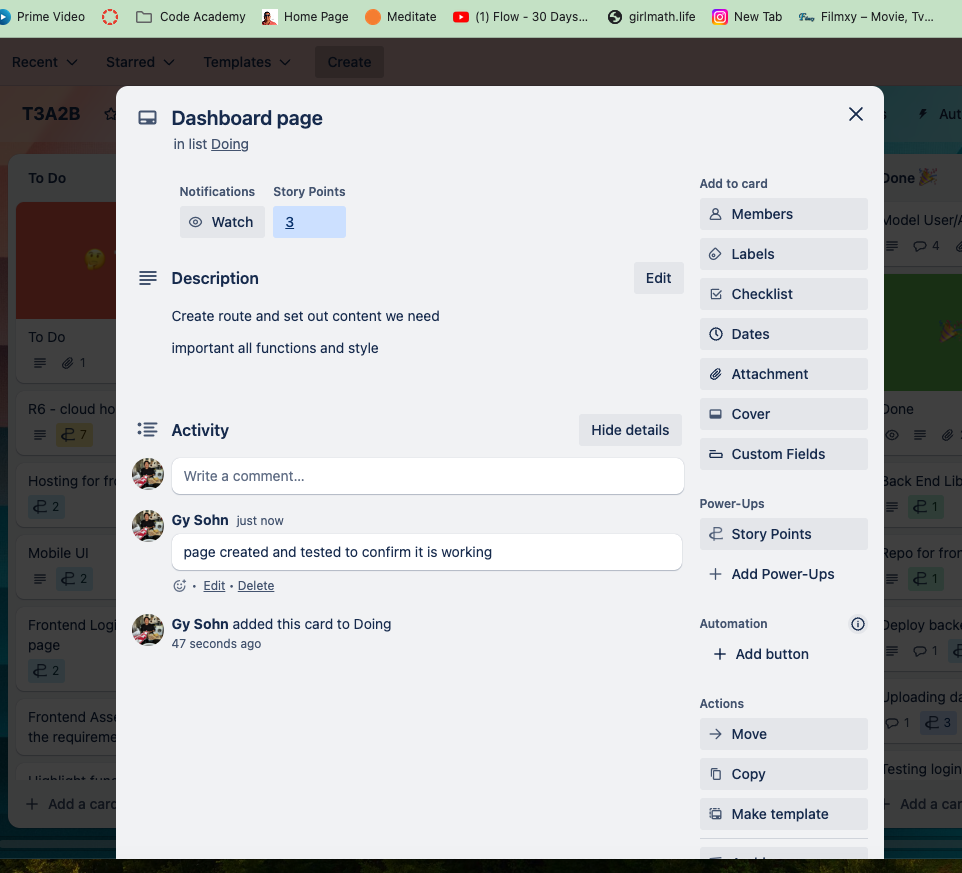 Prime Video
Code Academy
Home Page
Meditate
(1) Flow - 30 Days...
girlmath.life
New Tab
Filmxy – Movie, Tv...
Recent
Starred
Templates
Create
T3A2B
Aut
To Do
To Do
1
R6 - cloud ho
7
Hosting for fr
2
Mobile UI
2
Frontend Logi
page
2
Frontend Asse
the requireme
Highlight func
+ Add a card
Dashboard page
in list Doing
Notifications
Story Points
Watch
3
Description
Edit
Create route and set out content we need
important all functions and style
Activity
Hide details
Write a comment...
Gy Sohn just now
page created and tested to confirm it is working
• Edit • Delete
Gy Sohn added this card to Doing
47 seconds ago
Add to card
Members
Labels
Checklist
Dates
Attachment
Cover
Custom Fields
Power-Ups
Story Points
+ Add Power-Ups
Automation
+ Add button
Actions
Move
Copy
Make template
Done
Model User/A
4
Done
Back End Lib
1
Repo for fron
1
Deploy backe
1
Uploading da
1
3
Testing login
Add a car